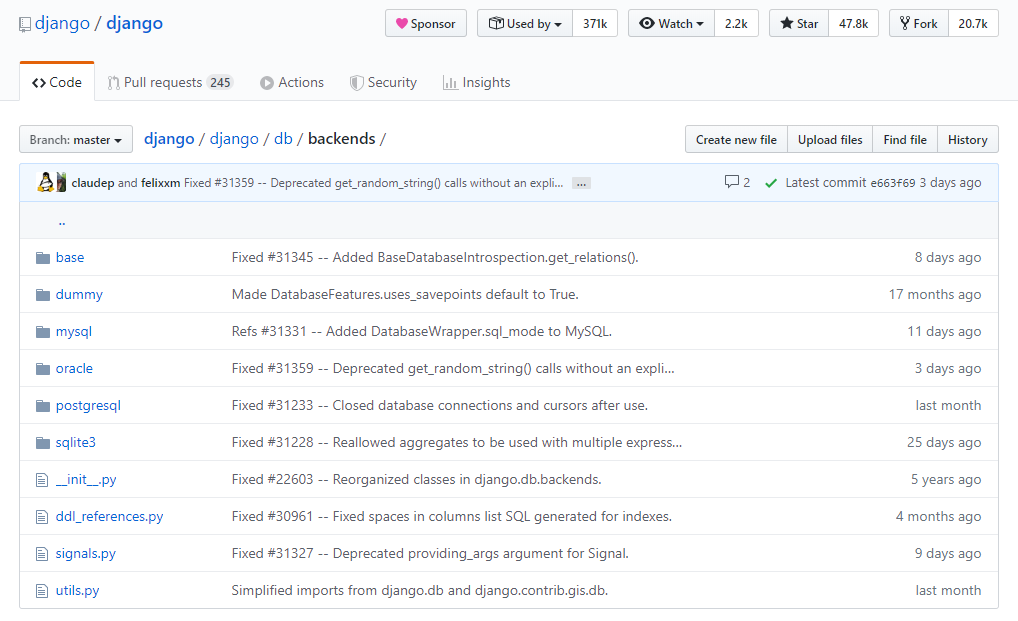 django / django Sponsor Used by 371k Watch 2.2k Star 47.8k Fork 20.7k
Code Pull requests 245 Actions Security Insights
Branch: master django / django / db / backends / Create new file Upload files Find file History
claudep and felixxm Fixed #31359 -- Deprecated get_random_string() calls without an expli... ... 2 Latest commit e663f69 3 days ago
..
base Fixed #31345 -- Added BaseDatabaseIntrospection.get_relations(). 8 days ago
dummy Made DatabaseFeatures.uses_savepoints default to True. 17 months ago
mysql Refs #31331 -- Added DatabaseWrapper.sql_mode to MySQL. 11 days ago
oracle Fixed #31359 -- Deprecated get_random_string() calls without an expli... 3 days ago
postgresql Fixed #31233 -- Closed database connections and cursors after use. last month
sqlite3 Fixed #31228 -- Reallowed aggregates to be used with multiple express... 25 days ago
__init__.py Fixed #22603 -- Reorganized classes in django.db.backends. 5 years ago
ddl_references.py Fixed #30961 -- Fixed spaces in columns list SQL generated for indexes. 4 months ago
signals.py Fixed #31327 -- Deprecated providing_args argument for Signal. 9 days ago
utils.py Simplified imports from django.db and django.contrib.gis.db. last month